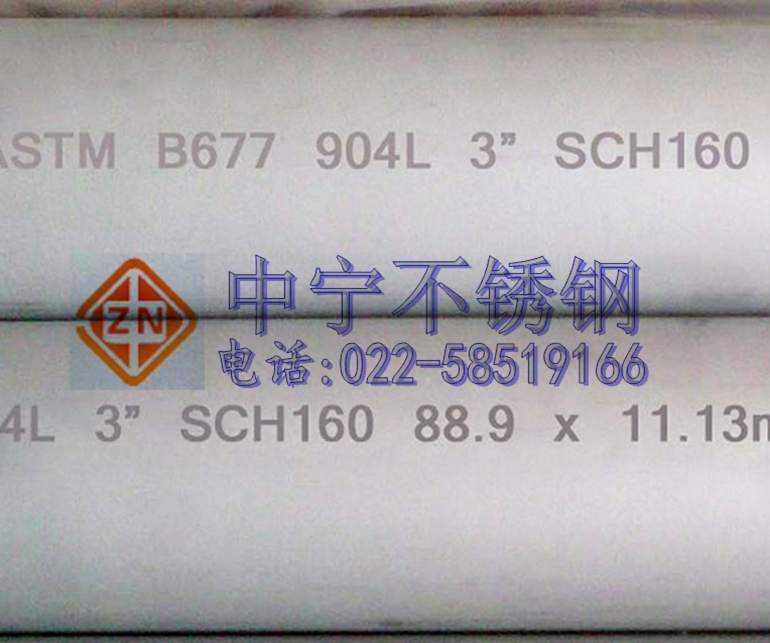 ASTM B677 904L 3” SCH160
中宁不锈钢
ZN
电话:022-58519166
4L 3” SCH160 88.9 x 11.13m